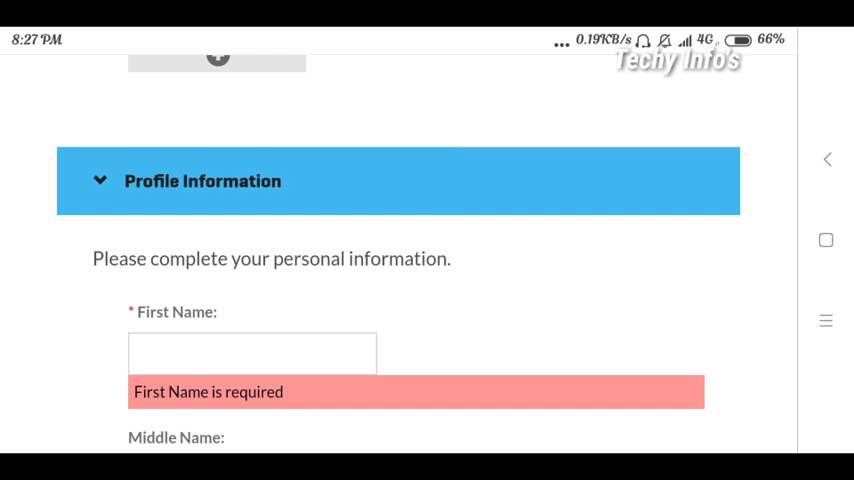 8:27 PM
... 0.19KB/s 4G 66%
Techy Info's
Profile Information
Please complete your personal information.
* First Name:
First Name is required
Middle Name: